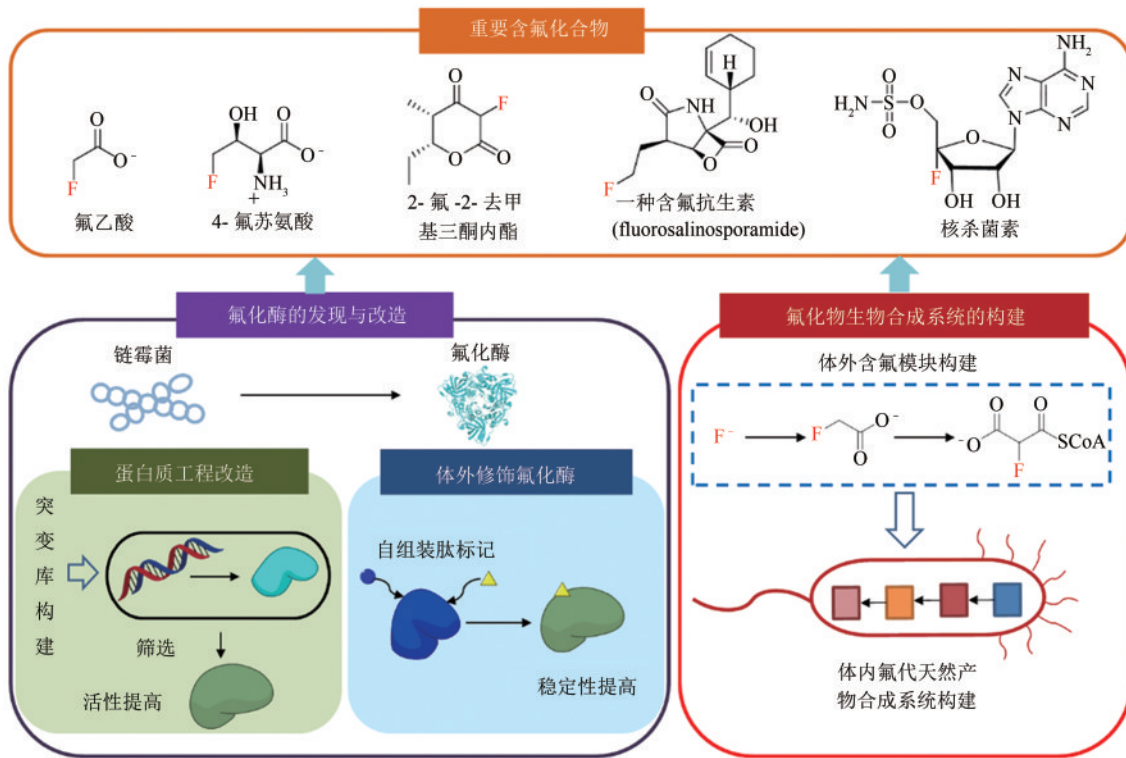 重要含氟化合物
O
O⁻
F
氟乙酸
OH
O
O⁻
F
NH₃
+
4- 氟苏氨酸
O
F
O
O
2- 氟 -2- 去甲
基三酮内酯
H
O
NH
OH
O
O
F
一种含氟抗生素
(fluorosalinosporamide)
NH₂
N
N
N
N
O
H₂N
S
O
O
O
F
OH
OH
核杀菌素
氟化酶的发现与改造
链霉菌
氟化酶
蛋白质工程改造
突
变
库
构
建
筛选
活性提高
体外修饰氟化酶
自组装肽标记
稳定性提高
氟化物生物合成系统的构建
体外含氟模块构建
F⁻
F
O⁻
O
O
O
⁻O
SCoA
F
体内氟代天然产
物合成系统构建